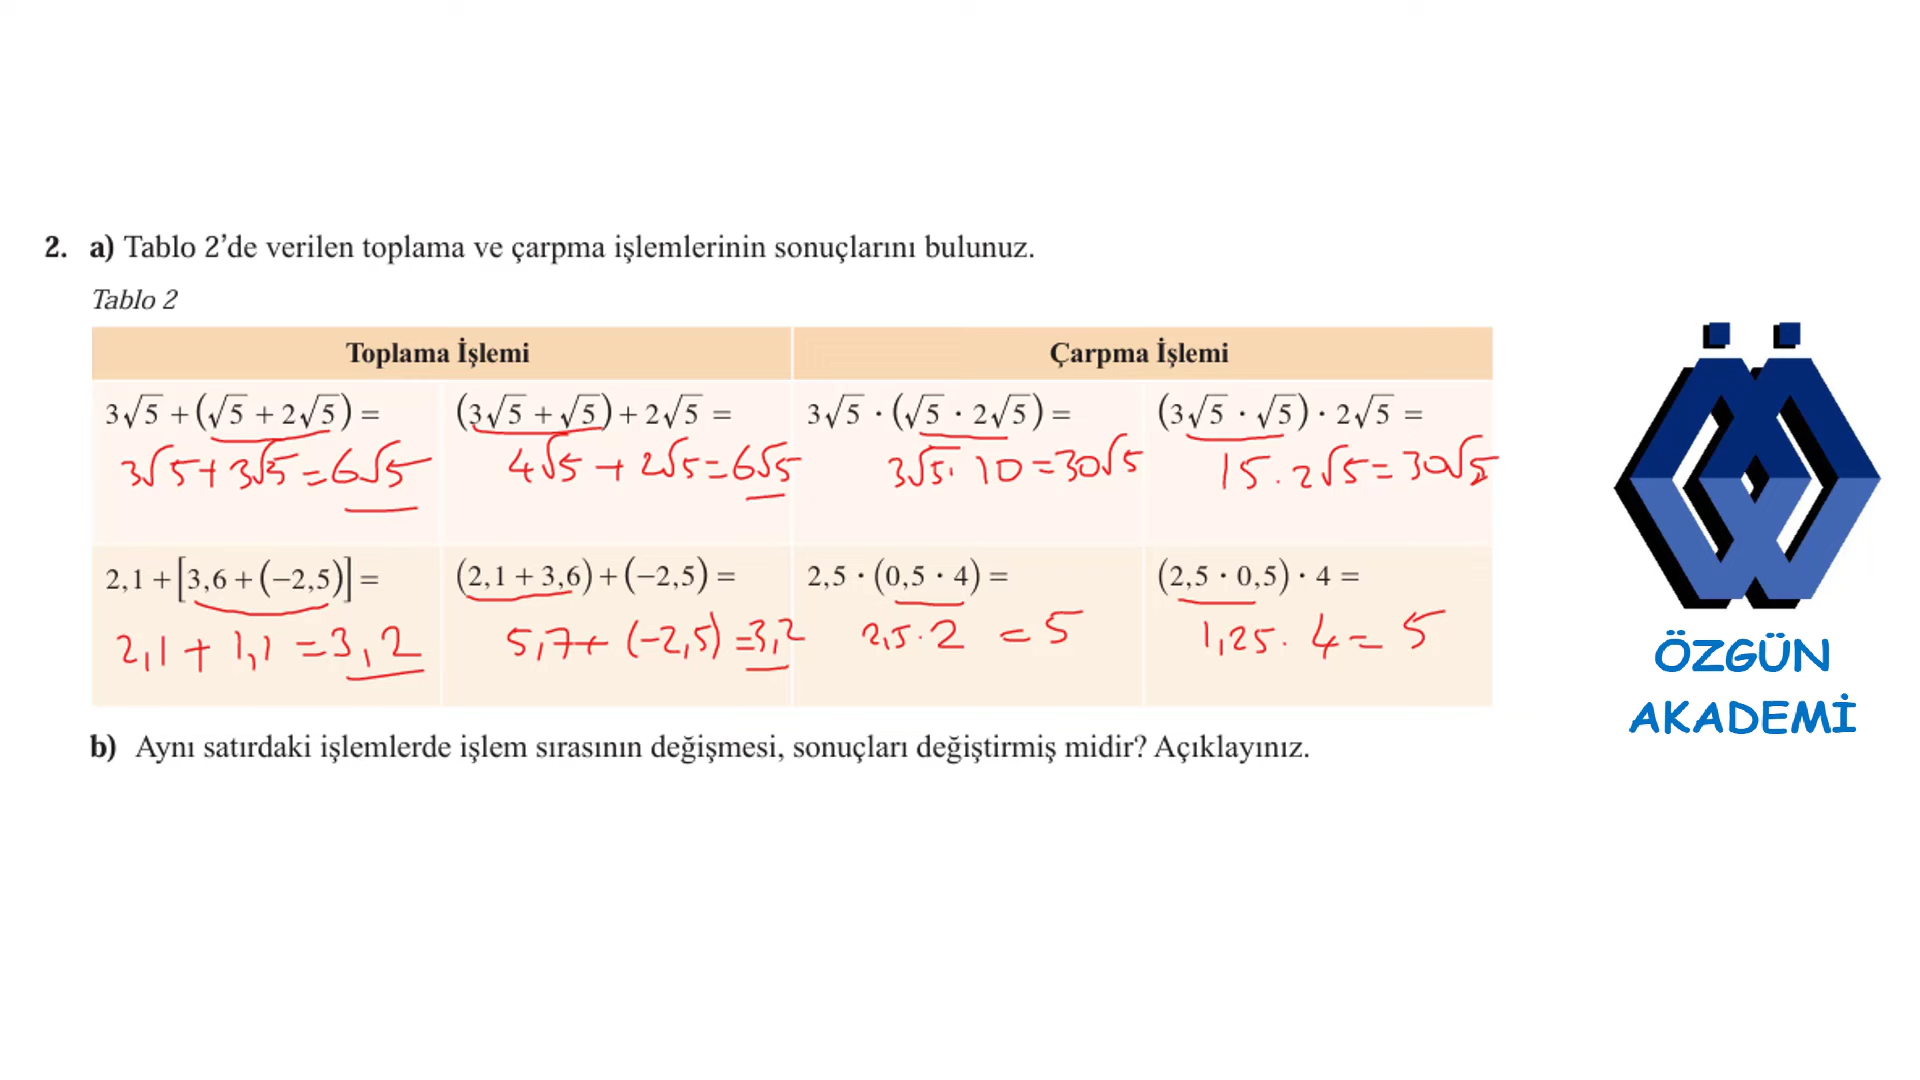 2. a) Tablo 2'de verilen toplama ve çarpma işlemlerinin sonuçlarını bulunuz.
Tablo 2
Toplama İşlemi Çarpma İşlemi
3√5 + (√5 + 2√5) = (3√5 + √5) + 2√5 = 3√5 · (√5 · 2√5) = (3√5 · √5) · 2√5 =
3√5 + 3√5 = 6√5 4√5 + 2√5 = 6√5 3√5 · 10 = 30√5 15 . 2√5 = 30√5
2,1 + [3,6 + (−2,5)] = (2,1 + 3,6) + (−2,5) = 2,5 · (0,5 · 4) = (2,5 · 0,5) · 4 =
2,1 + 1,1 = 3,2 5,7 + (−2,5) = 3,2 2,5 . 2 = 5 1,25 . 4 = 5
b) Aynı satırdaki işlemlerde işlem sırasının değişmesi, sonuçları değiştirmiş midir? Açıklayınız.
ÖZGÜN
AKADEMİ